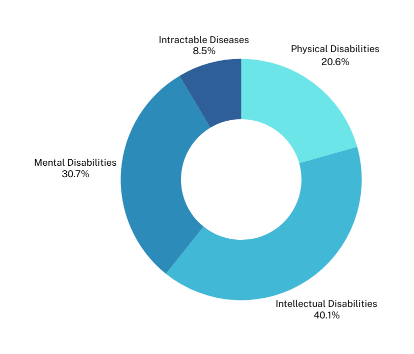 Intractable Diseases
8.5%
Physical Disabilities
20.6%
Mental Disabilities
30.7%
Intellectual Disabilities
40.1%